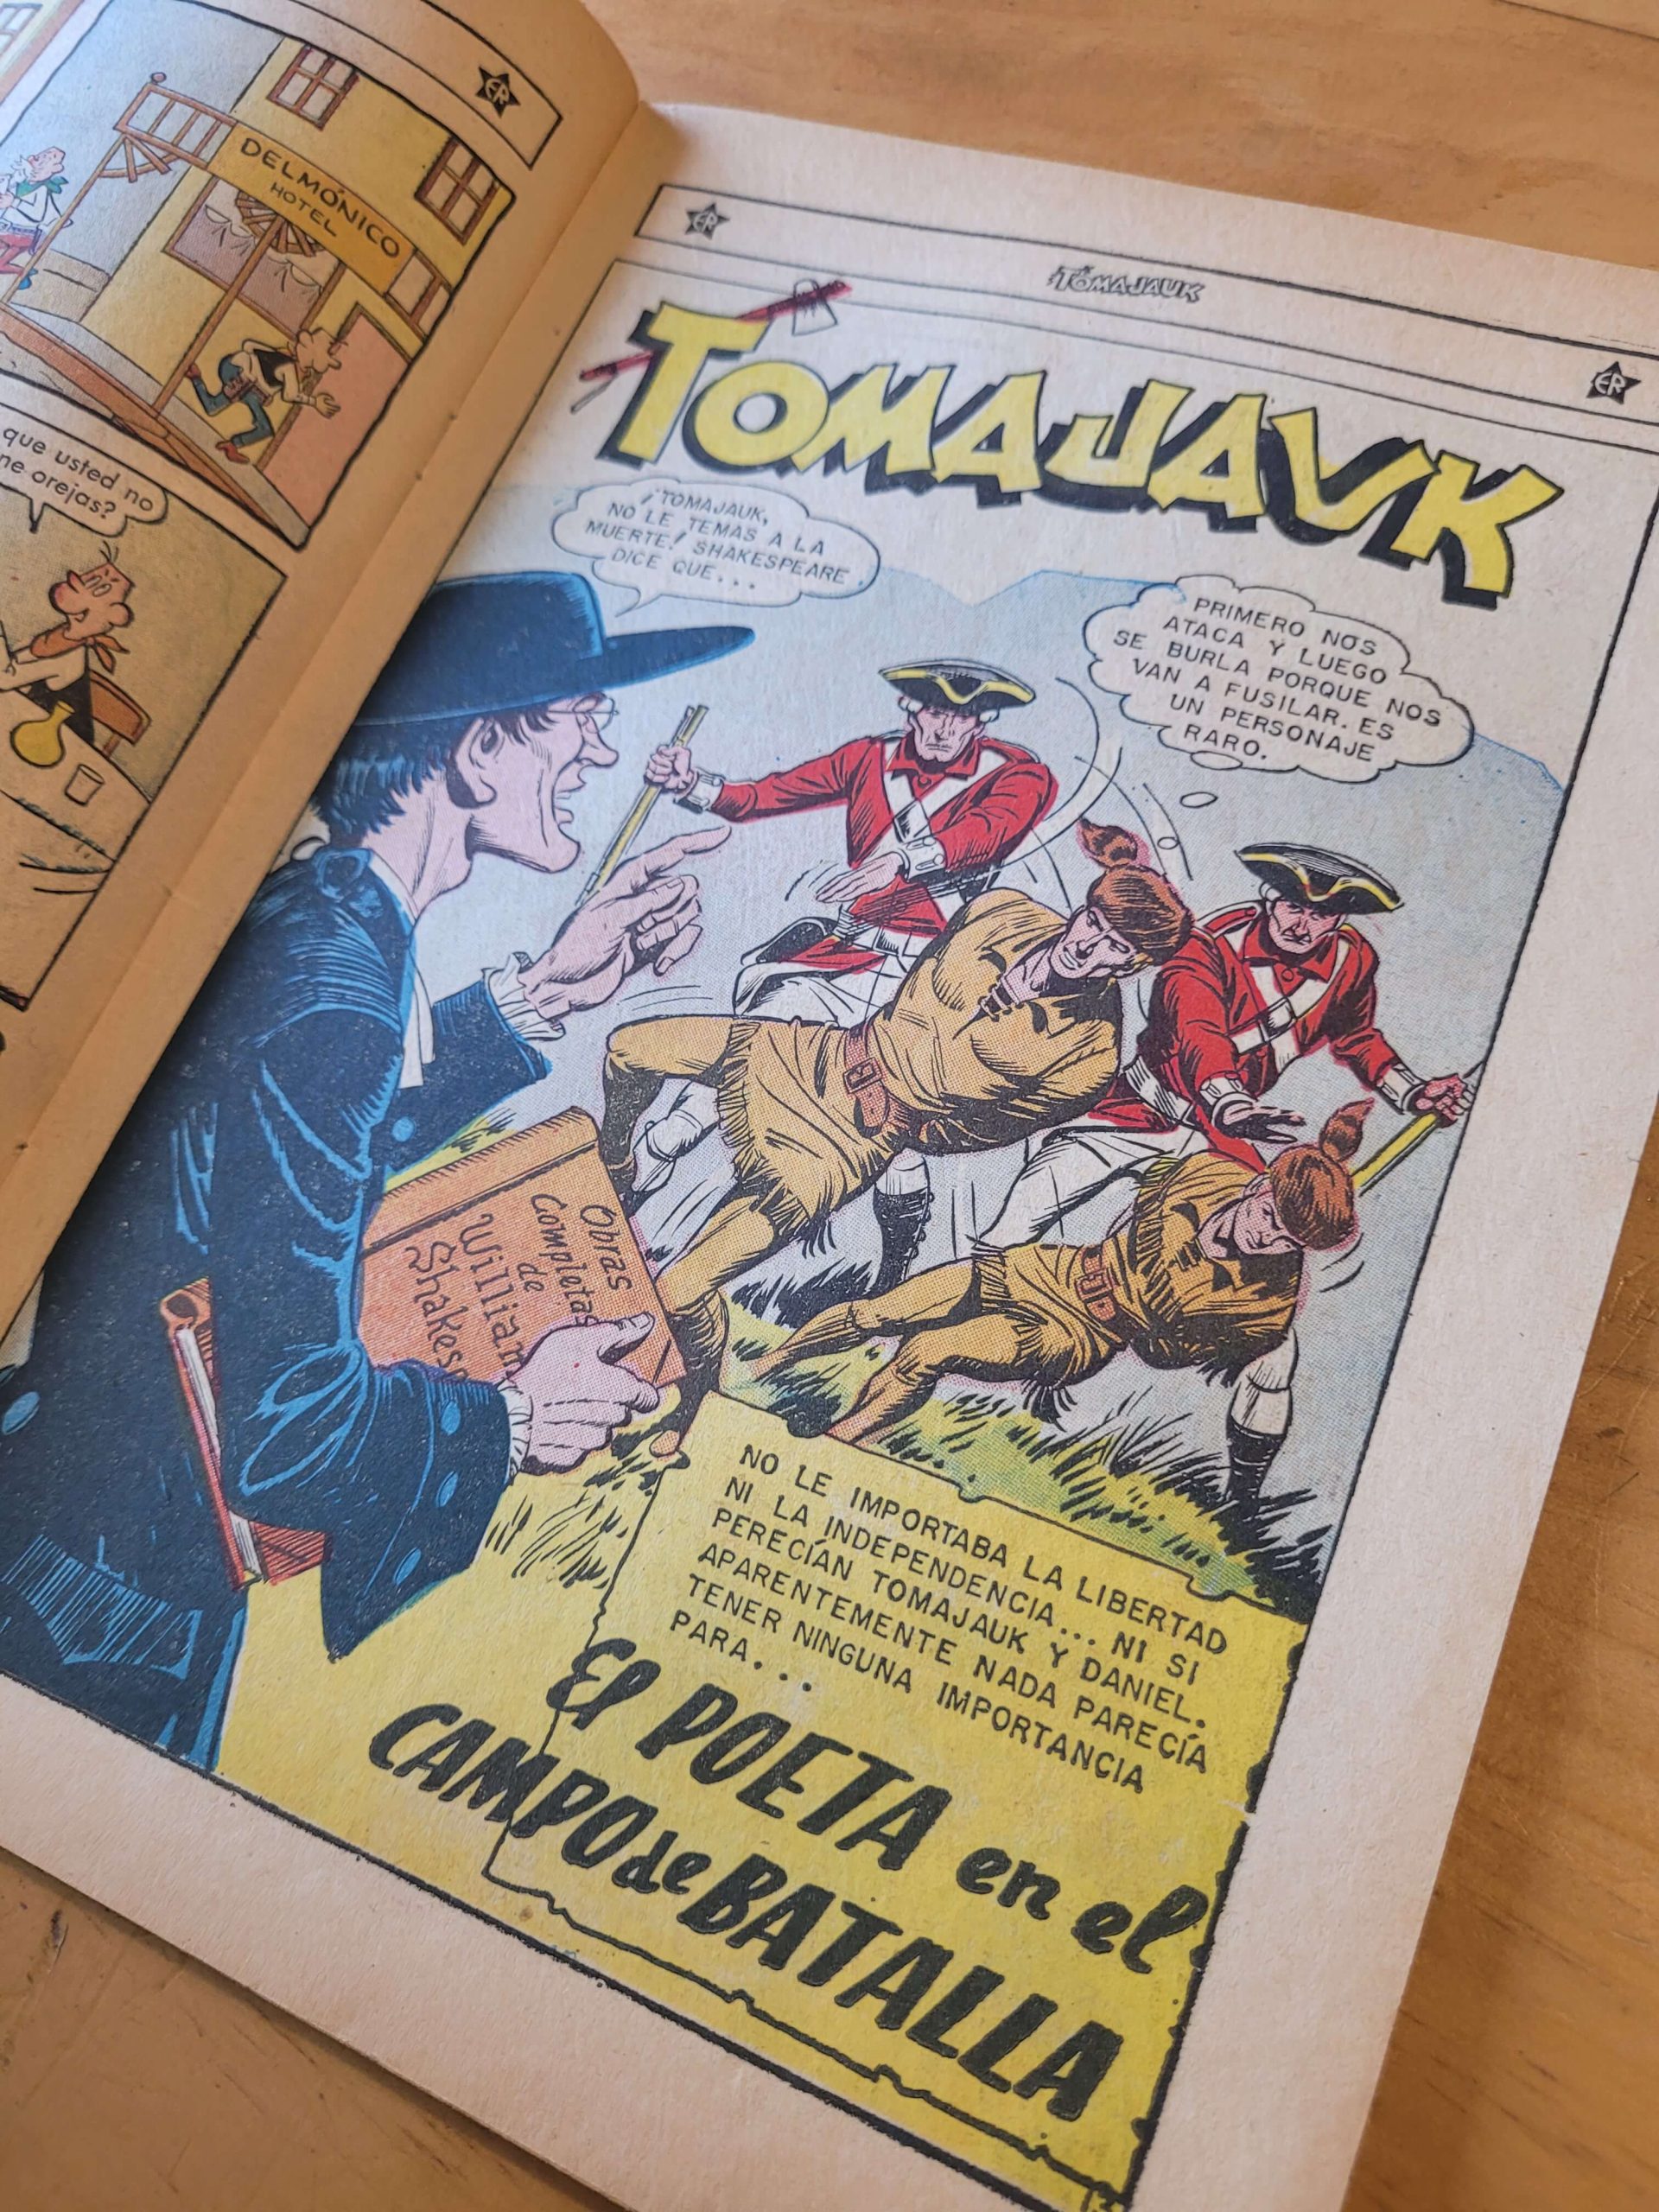 ER
DELMÓNICO
HOTEL
que usted no
ne orejas?
ER
TOMAJAUK
ER
TOMAJAUK
¡TOMAJAUK,
NO LE TEMAS A LA
MUERTE! SHAKESPEARE
DICE QUE...
PRIMERO NOS
ATACA Y LUEGO
SE BURLA PORQUE NOS
VAN A FUSILAR. ES
UN PERSONAJE
RARO.
Obras
Completas
de
William
Shakes
NO LE IMPORTABA LA LIBERTAD
NI LA INDEPENDENCIA... NI SI
PERECÍAN TOMAJAUK Y DANIEL.
APARENTEMENTE NADA PARECÍA
TENER NINGUNA IMPORTANCIA
PARA...
El POETA en el
CAMPO de BATALLA